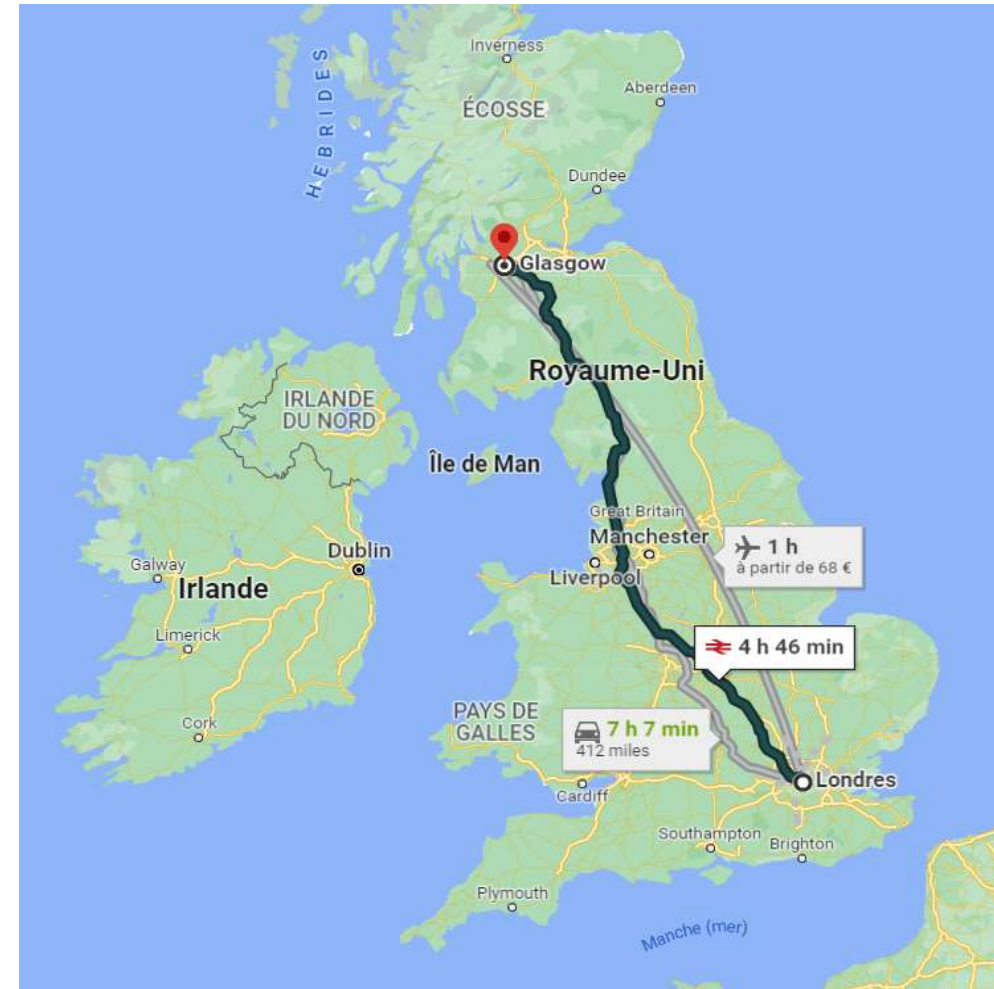 Inverness
Aberdeen
ÉCOSSE
HEBRIDES
Dundee
Glasgow
Royaume-Uni
IRLANDE
DU NORD
Île de Man
Great Britain
Manchester
Liverpool
1 h
à partir de 68 €
Dublin
Galway
Irlande
Limerick
4 h 46 min
Cork
PAYS DE
GALLES
7 h 7 min
412 miles
Londres
Cardiff
Southampton
Brighton
Plymouth
Manche (mer)